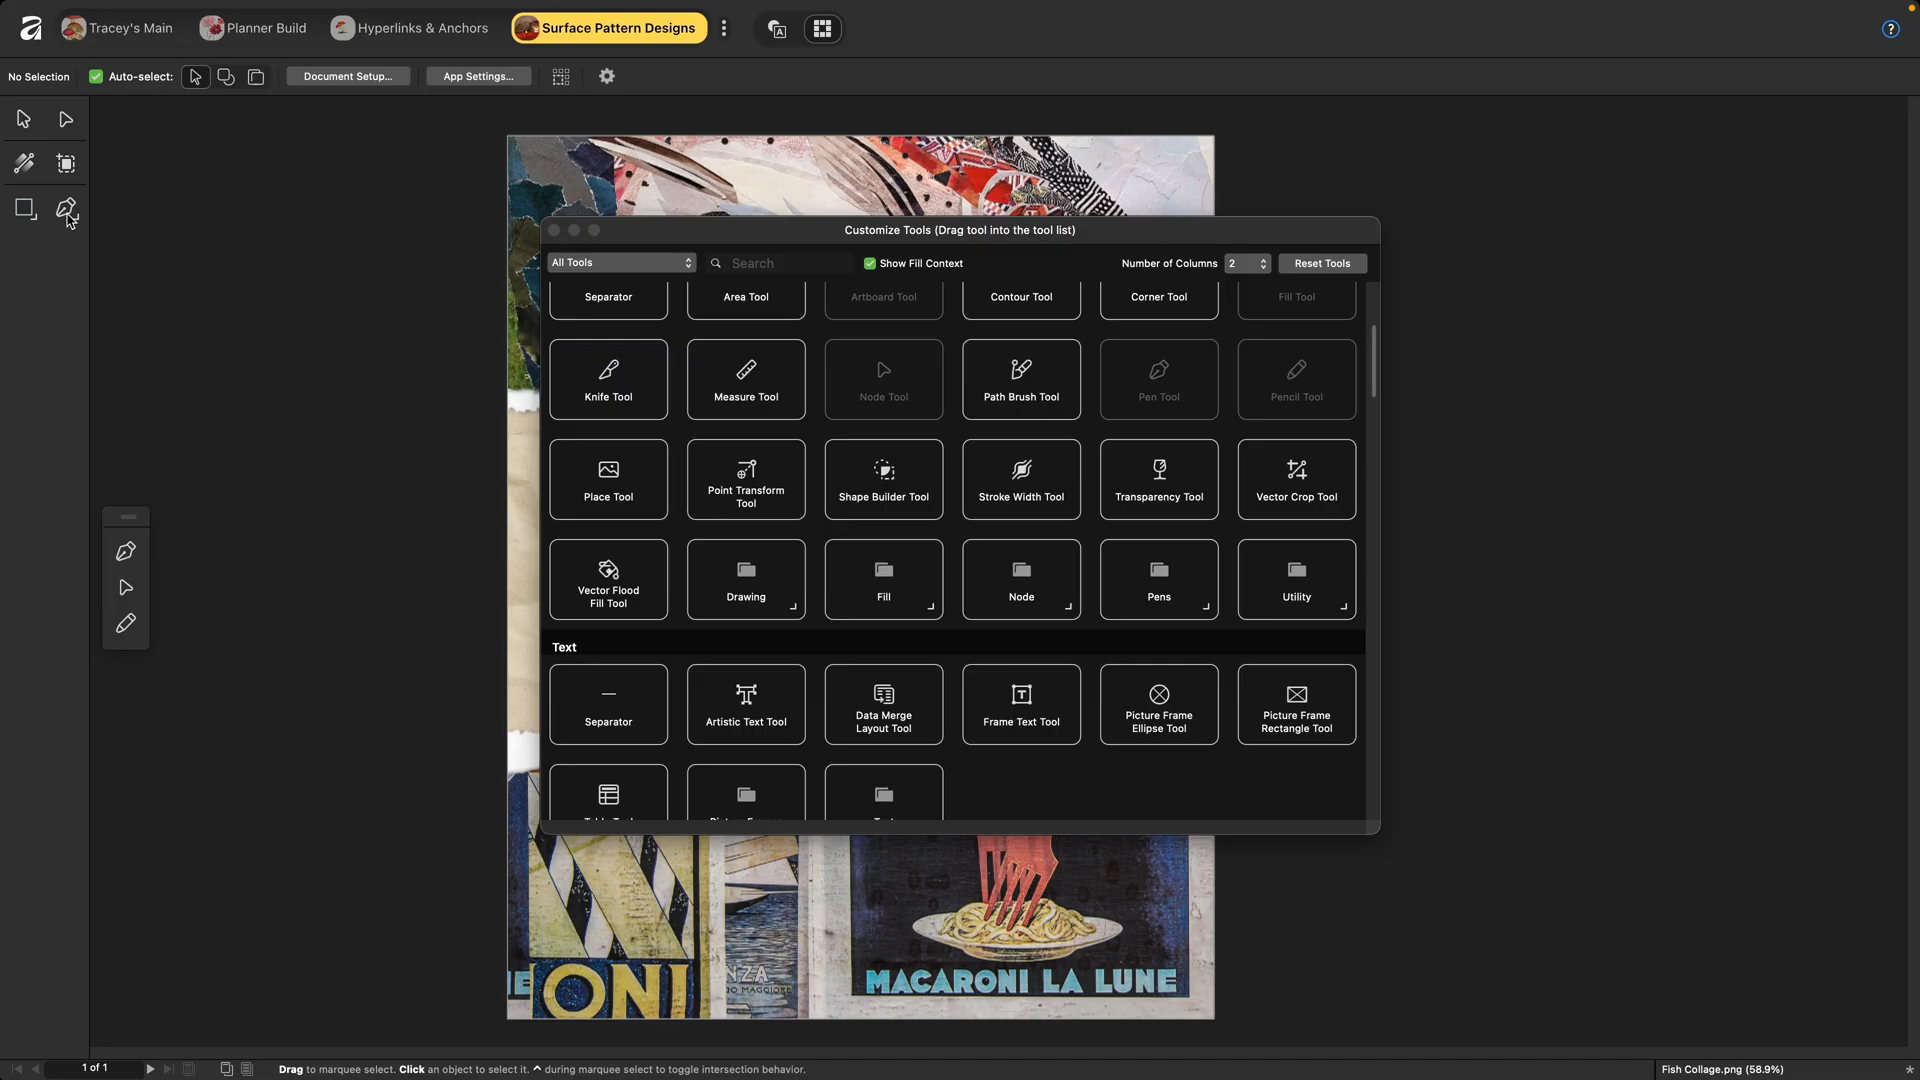 Tracey's Main
Planner Build
Hyperlinks & Anchors
Surface Pattern Designs
No Selection
Auto-select:
Document Setup...
App Settings...
Customize Tools (Drag tool into the tool list)
All Tools
Search
Show Fill Context
Number of Columns
2
Reset Tools
Separator
Area Tool
Artboard Tool
Contour Tool
Corner Tool
Fill Tool
Knife Tool
Measure Tool
Node Tool
Path Brush Tool
Pen Tool
Pencil Tool
Place Tool
Point Transform
Tool
Shape Builder Tool
Stroke Width Tool
Transparency Tool
Vector Crop Tool
Vector Flood
Fill Tool
Drawing
Fill
Node
Pens
Utility
Text
Separator
Artistic Text Tool
Data Merge
Layout Tool
Frame Text Tool
Picture Frame
Ellipse Tool
Picture Frame
Rectangle Tool
ONI
NZA
MAGGIORE
MACARONI LA LUNE
1 of 1
Drag to marquee select. Click an object to select it. ⌃ during marquee select to toggle intersection behavior.
Fish Collage.png (58.9%)